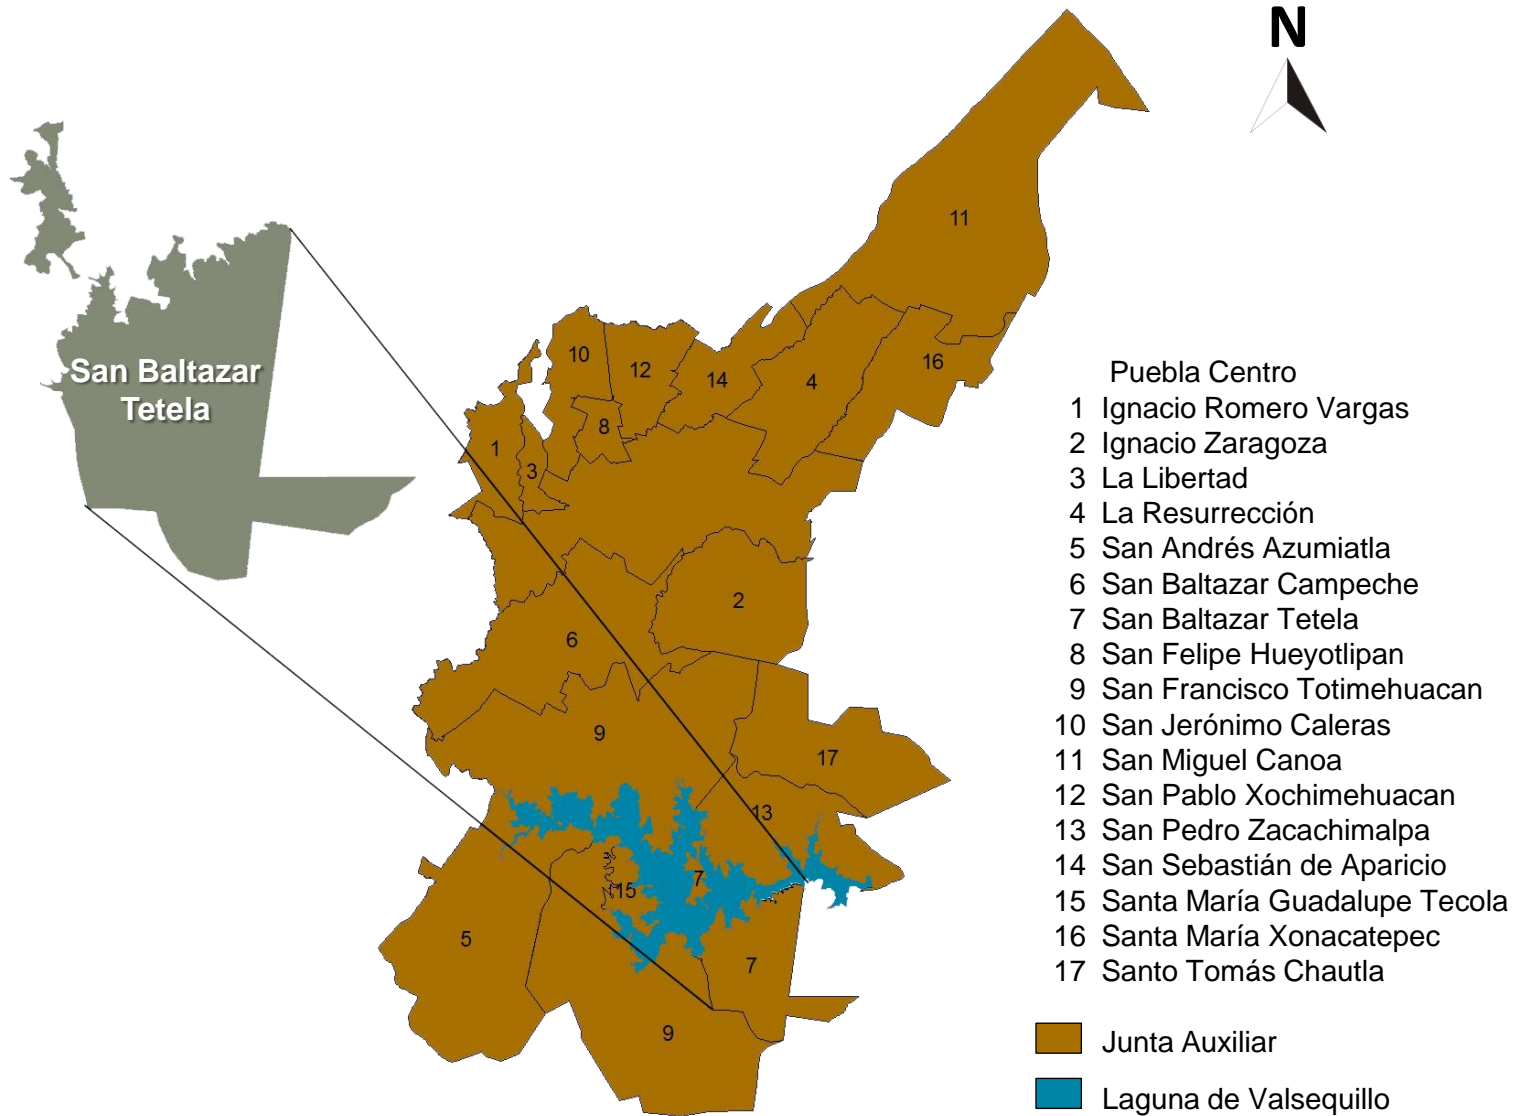 N
San Baltazar
Tetela
11
10
12
14
4
16
8
1
3
2
6
9
17
13
7
15
5
7
9
Puebla Centro
1 Ignacio Romero Vargas
2 Ignacio Zaragoza
3 La Libertad
4 La Resurrección
5 San Andrés Azumiatla
6 San Baltazar Campeche
7 San Baltazar Tetela
8 San Felipe Hueyotlipan
9 San Francisco Totimehuacan
10 San Jerónimo Caleras
11 San Miguel Canoa
12 San Pablo Xochimehuacan
13 San Pedro Zacachimalpa
14 San Sebastián de Aparicio
15 Santa María Guadalupe Tecola
16 Santa María Xonacatepec
17 Santo Tomás Chautla
Junta Auxiliar
Laguna de Valsequillo